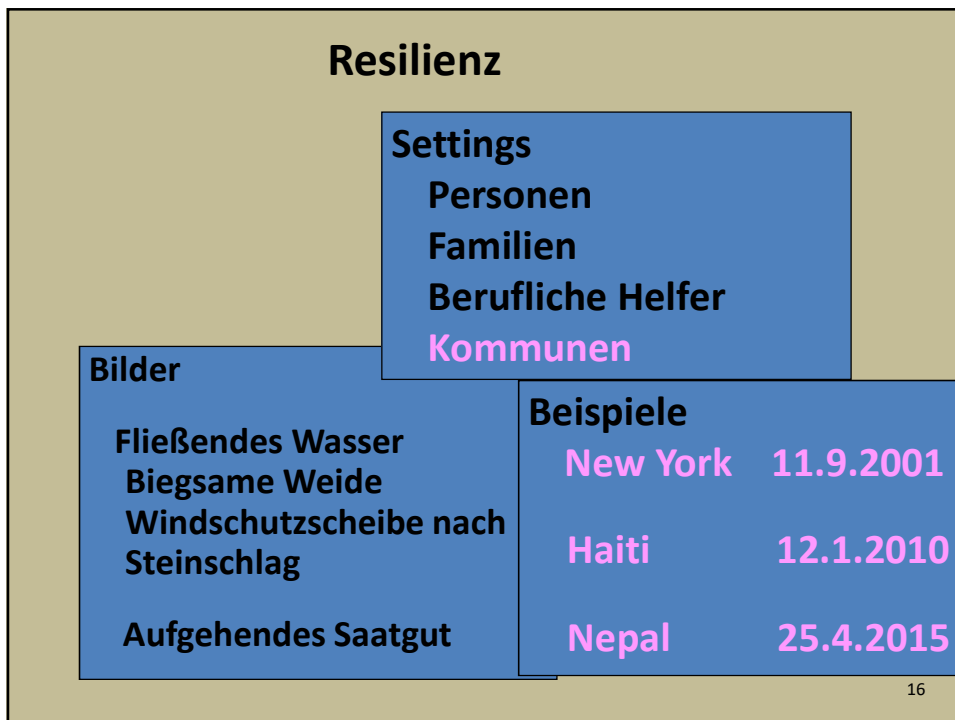 Resilienz
Settings
Personen
Familien
Berufliche Helfer
Kommunen
Bilder
Fließendes Wasser
Biegsame Weide
Windschutzscheibe nach
Steinschlag
Aufgehendes Saatgut
Beispiele
New York 11.9.2001
Haiti 12.1.2010
Nepal 25.4.2015
16